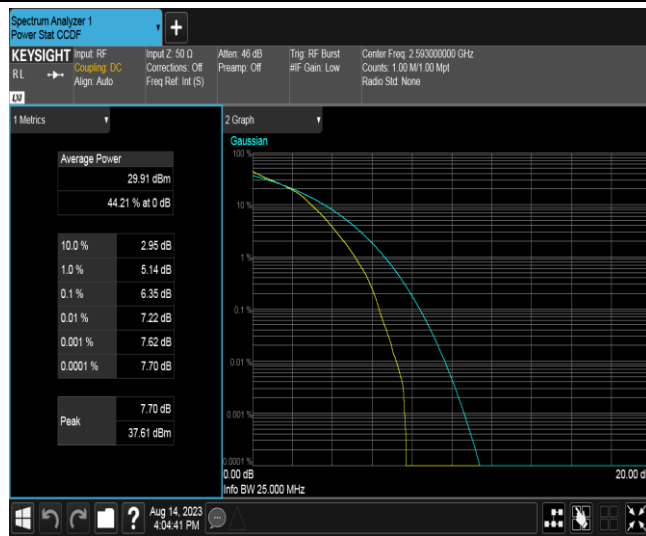 Spectrum Analyzer 1
Power Stat CCDF
+
KEYSIGHT
RL
LXI
Input: RF
Coupling: DC
Align: Auto
Input Z: 50 Ω
Corrections: Off
Freq Ref: Int (S)
Atten: 46 dB
Preamp: Off
Trig: RF Burst
#IF Gain: Low
Center Freq: 2.593000000 GHz
Counts: 1.00 M/1.00 Mpt
Radio Std: None
1 Metrics
Average Power
29.91 dBm
44.21 % at 0 dB
10.0 % 2.95 dB
1.0 % 5.14 dB
0.1 % 6.35 dB
0.01 % 7.22 dB
0.001 % 7.62 dB
0.0001 % 7.70 dB
Peak
7.70 dB
37.61 dBm
2 Graph
Gaussian
100 %
10 %
1 %
0.1 %
0.01 %
0.001 %
0.0001 %
0.00 dB
20.00 d
Info BW 25.000 MHz
?
Aug 14, 2023
4:04:41 PM